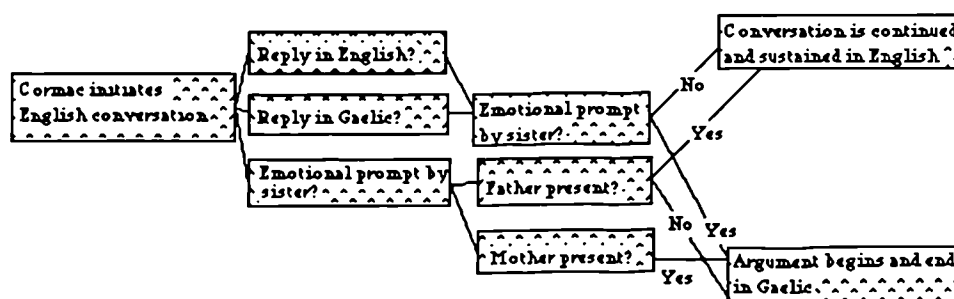 Cormac initiates
English conversation
Reply in English?
Reply in Gaelic?
Emotional prompt by
sister?
Emotional prompt
by sister?
Father present?
Mother present?
No
Yes
No
Yes
Yes
Conversation is continued
and sustained in English
Argument begins and end
in Gaelic